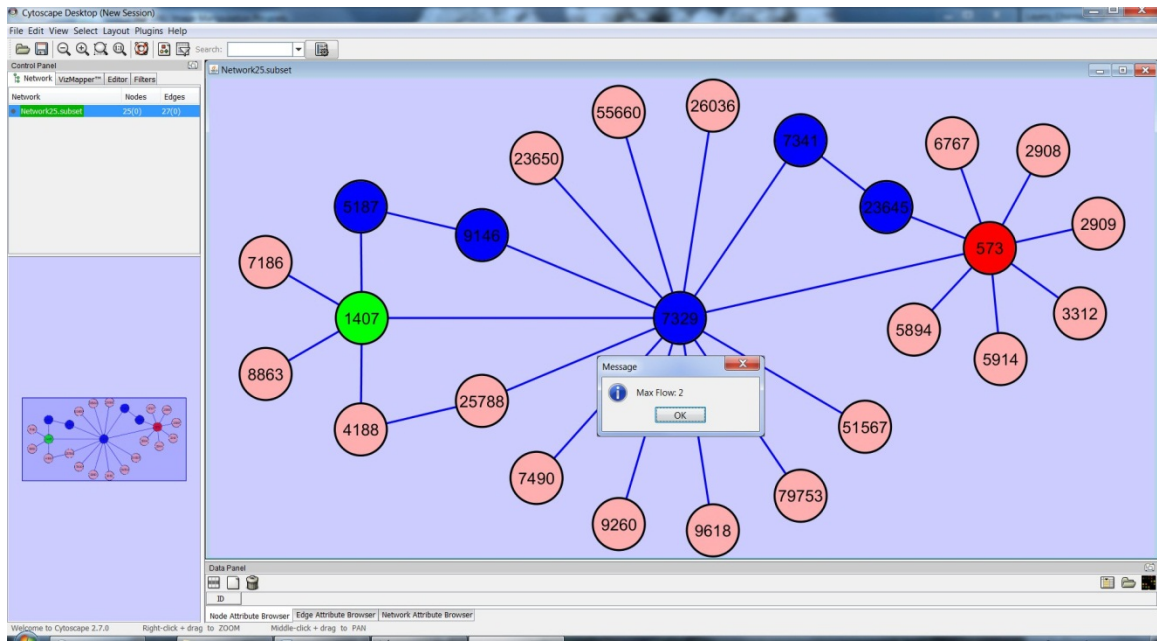 Cytoscape Desktop (New Session)
File Edit View Select Layout Plugins Help
Search:
Control Panel
Network VizMapper™ Editor Filters
Network Nodes Edges
Network25.subset 25(0) 27(0)
Network25.subset
55660
26036
7341
6767
2908
23650
5187
23645
9146
2909
573
7186
1407
7329
3312
5894
5914
8863
25788
4188
51567
7490
79753
9260
9618
Message
Max Flow: 2
OK
Data Panel
ID
Node Attribute Browser Edge Attribute Browser Network Attribute Browser
Welcome to Cytoscape 2.7.0 Right-click + drag to ZOOM Middle-click + drag to PAN